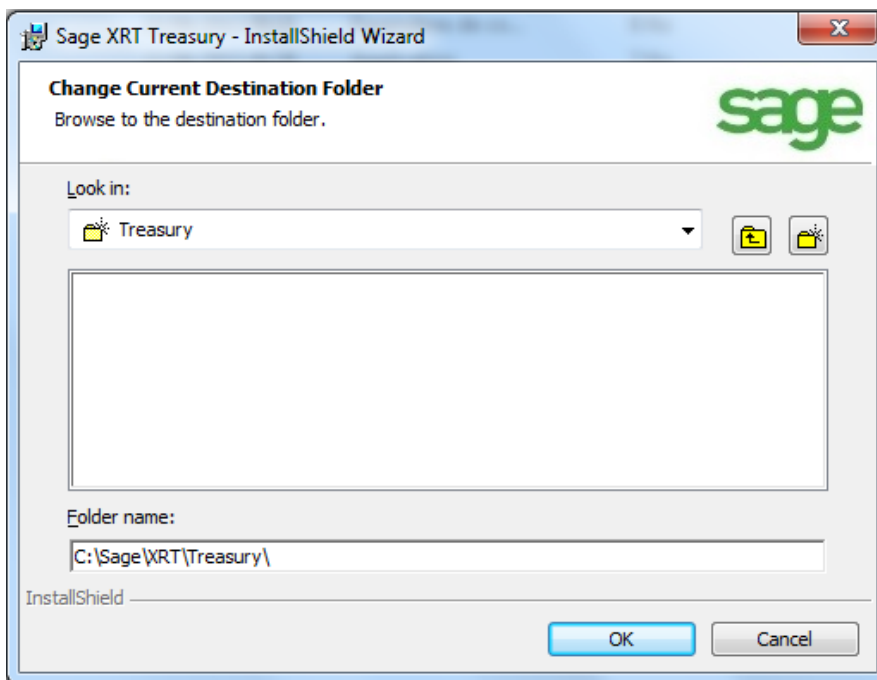 Sage XRT Treasury - InstallShield Wizard
Change Current Destination Folder
Browse to the destination folder.
sage
Look in:
Treasury
Folder name:
C:\Sage\XRT\Treasury\
InstallShield
OK Cancel